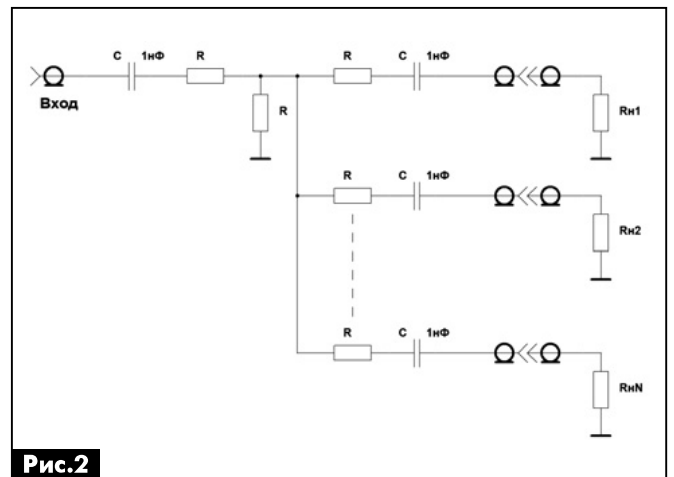 C 1нФ R R C 1нФ
Вход R Rн1
R C 1нФ
Rн2
R C 1нФ
RнN
Рис.2